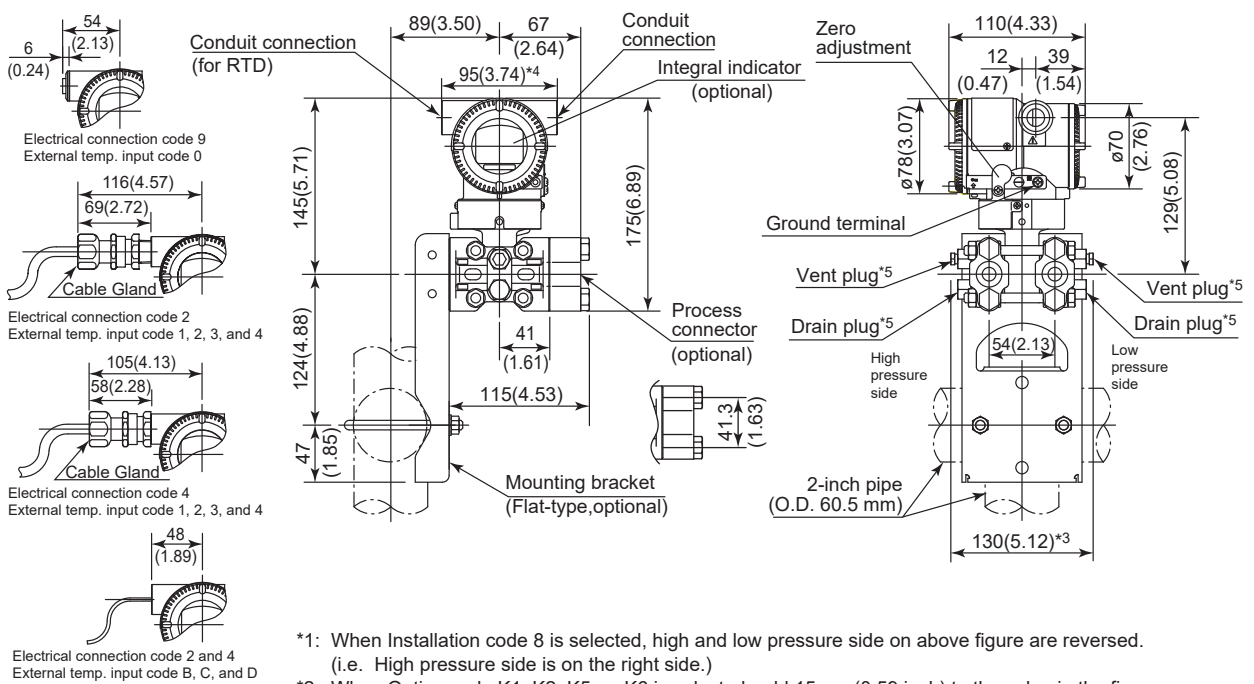 54
(2.13)
6
(0.24)
Electrical connection code 9
External temp. input code 0
116(4.57)
69(2.72)
Cable Gland
Electrical connection code 2
External temp. input code 1, 2, 3, and 4
105(4.13)
58(2.28)
Cable Gland
Electrical connection code 4
External temp. input code 1, 2, 3, and 4
48
(1.89)
Electrical connection code 2 and 4
External temp. input code B, C, and D
89(3.50)
67
(2.64)
Conduit connection
(for RTD)
Conduit
connection
95(3.74)*4
Integral indicator
(optional)
145(5.71)
175(6.89)
124(4.88)
41
(1.61)
Process
connector
(optional)
115(4.53)
47
(1.85)
41.3
(1.63)
Mounting bracket
(Flat-type,optional)
Zero
adjustment
110(4.33)
12
(0.47)
39
(1.54)
ø78(3.07)
ø70
(2.76)
129(5.08)
Ground terminal
Vent plug*5
Vent plug*5
Drain plug*5
Drain plug*5
High
pressure
side
54(2.13)
Low
pressure
side
2-inch pipe
(O.D. 60.5 mm)
130(5.12)*3
*1: When Installation code 8 is selected, high and low pressure side on above figure are reversed.
(i.e. High pressure side is on the right side.)